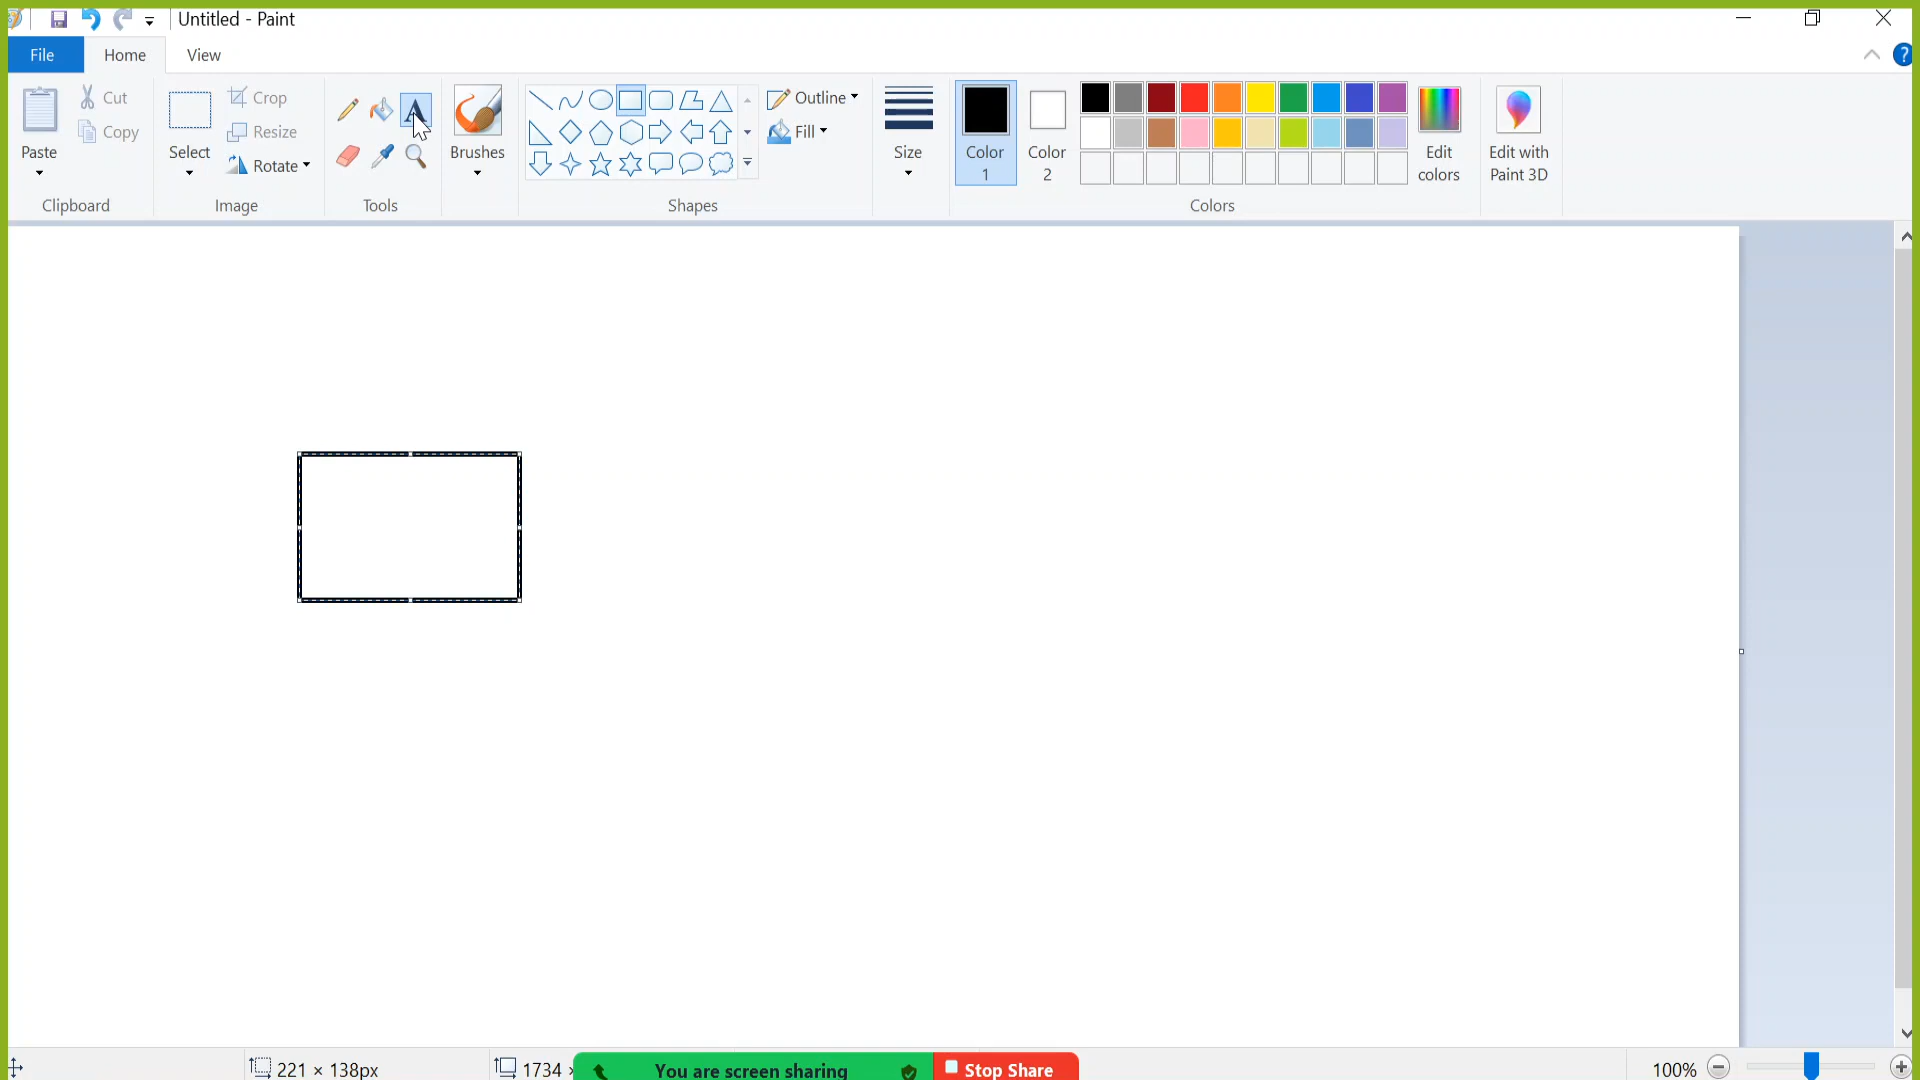 Untitled - Paint
File
Home
View
?
Paste
Cut
Copy
Clipboard
Select
Crop
Resize
Rotate
Image
A
Tools
Brushes
Shapes
Outline
Fill
Size
Color
1
Color
2
Colors
Edit
colors
Edit with
Paint 3D
221 × 138px
1734
You are screen sharing
Stop Share
100%